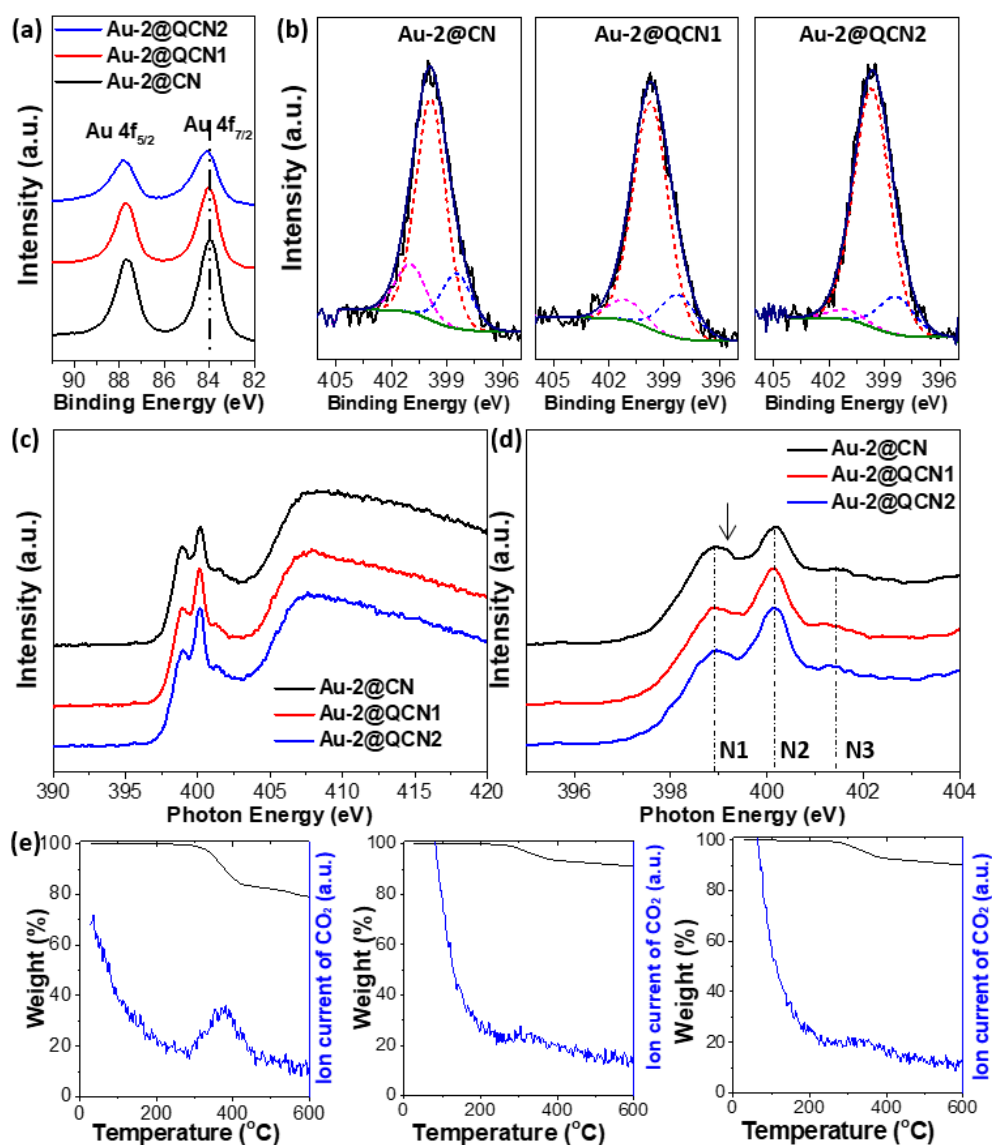 (a)
Au-2@QCN2
Au-2@QCN1
Au-2@CN
Au 4f5/2
Au 4f7/2
Intensity (a.u.)
91 90 88 86 84 82
Binding Energy (eV)
(b)
Au-2@CN
Au-2@QCN1
Au-2@QCN2
Intensity (a.u.)
405 402 399 396
405 402 399 396
405 402 399 396
Binding Energy (eV)
Binding Energy (eV)
Binding Energy (eV)
(c)
Intensity (a.u.)
Au-2@CN
Au-2@QCN1
Au-2@QCN2
390 395 400 405 410 415 420
Photon Energy (eV)
(d)
Au-2@CN
Au-2@QCN1
Au-2@QCN2
Intensity (a.u.)
N1 N2 N3
396 398 400 402 404
Photon Energy (eV)
(e)
100
80
60
40
20
0
Weight (%)
Ion current of CO2 (a.u.)
0 200 400 600
Temperature (oC)
100
80
60
40
20
0
Weight (%)
Ion current of CO2 (a.u.)
0 200 400 600
Temperature (oC)
100
80
60
40
20
0
Weight (%)
Ion current of CO2 (a.u.)
0 200 400 600
Temperature (oC)